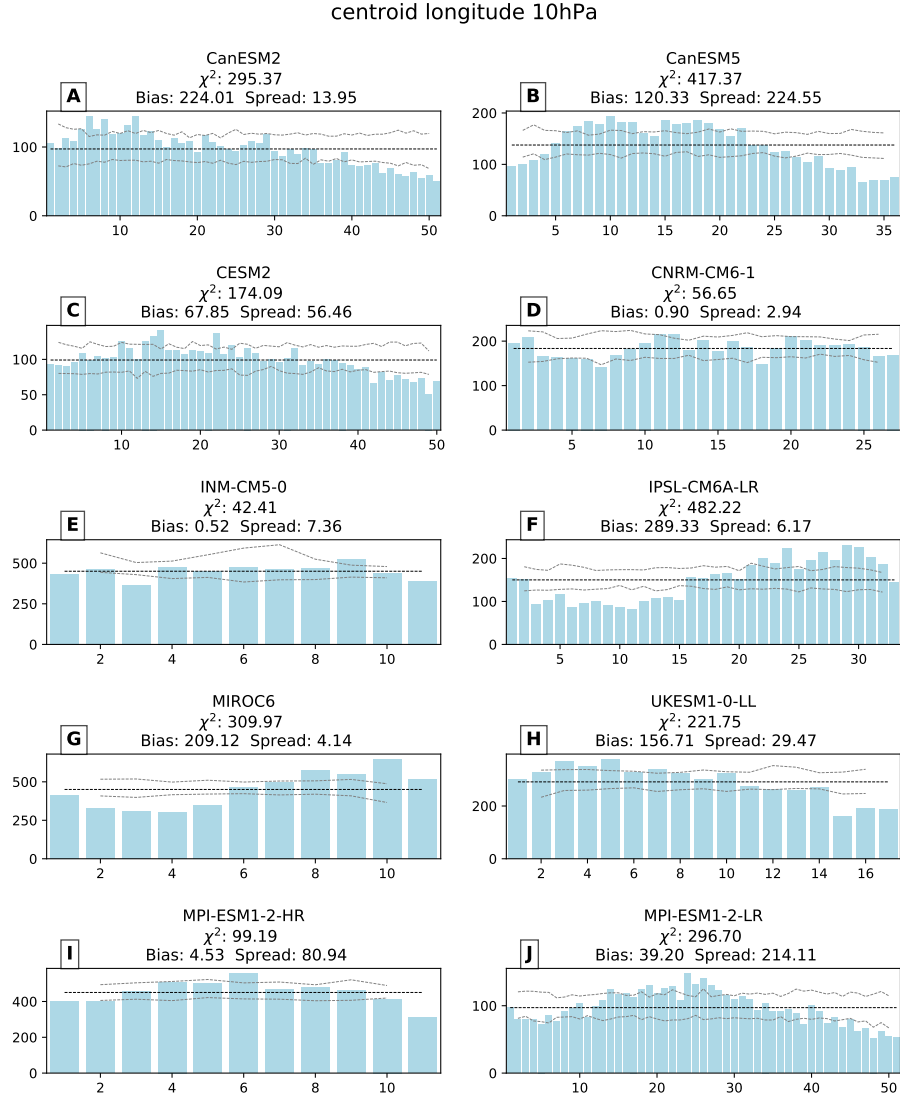 centroid longitude 10hPa
CanESM2
χ²: 295.37
A
Bias: 224.01 Spread: 13.95
100
0
10 20 30 40 50
CanESM5
χ²: 417.37
B
Bias: 120.33 Spread: 224.55
200
100
0
5 10 15 20 25 30 35
CESM2
χ²: 174.09
C
Bias: 67.85 Spread: 56.46
100
50
0
10 20 30 40 50
CNRM-CM6-1
χ²: 56.65
D
Bias: 0.90 Spread: 2.94
200
100
0
5 10 15 20 25
INM-CM5-0
χ²: 42.41
E
Bias: 0.52 Spread: 7.36
500
250
0
2 4 6 8 10
IPSL-CM6A-LR
χ²: 482.22
F
Bias: 289.33 Spread: 6.17
200
100
0
5 10 15 20 25 30
MIROC6
χ²: 309.97
G
Bias: 209.12 Spread: 4.14
500
250
0
2 4 6 8 10
UKESM1-0-LL
χ²: 221.75
H
Bias: 156.71 Spread: 29.47
200
0
2 4 6 8 10 12 14 16
MPI-ESM1-2-HR
χ²: 99.19
I
Bias: 4.53 Spread: 80.94
400
200
0
2 4 6 8 10
MPI-ESM1-2-LR
χ²: 296.70
J
Bias: 39.20 Spread: 214.11
100
0
10 20 30 40 50